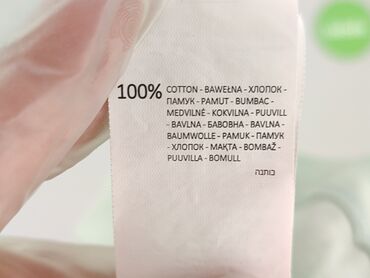 100% COTTON - BAWEŁNA - ХЛОПОК -
ПАМУК - PAMUT - BUMBAC -
MEDVILNĖ - KOKVILNA - PUUVILL
- BAVLNA - БАВОВНА - BAVLNA -
BAUMWOLLE - PAMUK - ПАМУК
- ХЛОПОК - МАҚТА - BOMBAŽ -
PUUVILLA - BOMULL
כותנה